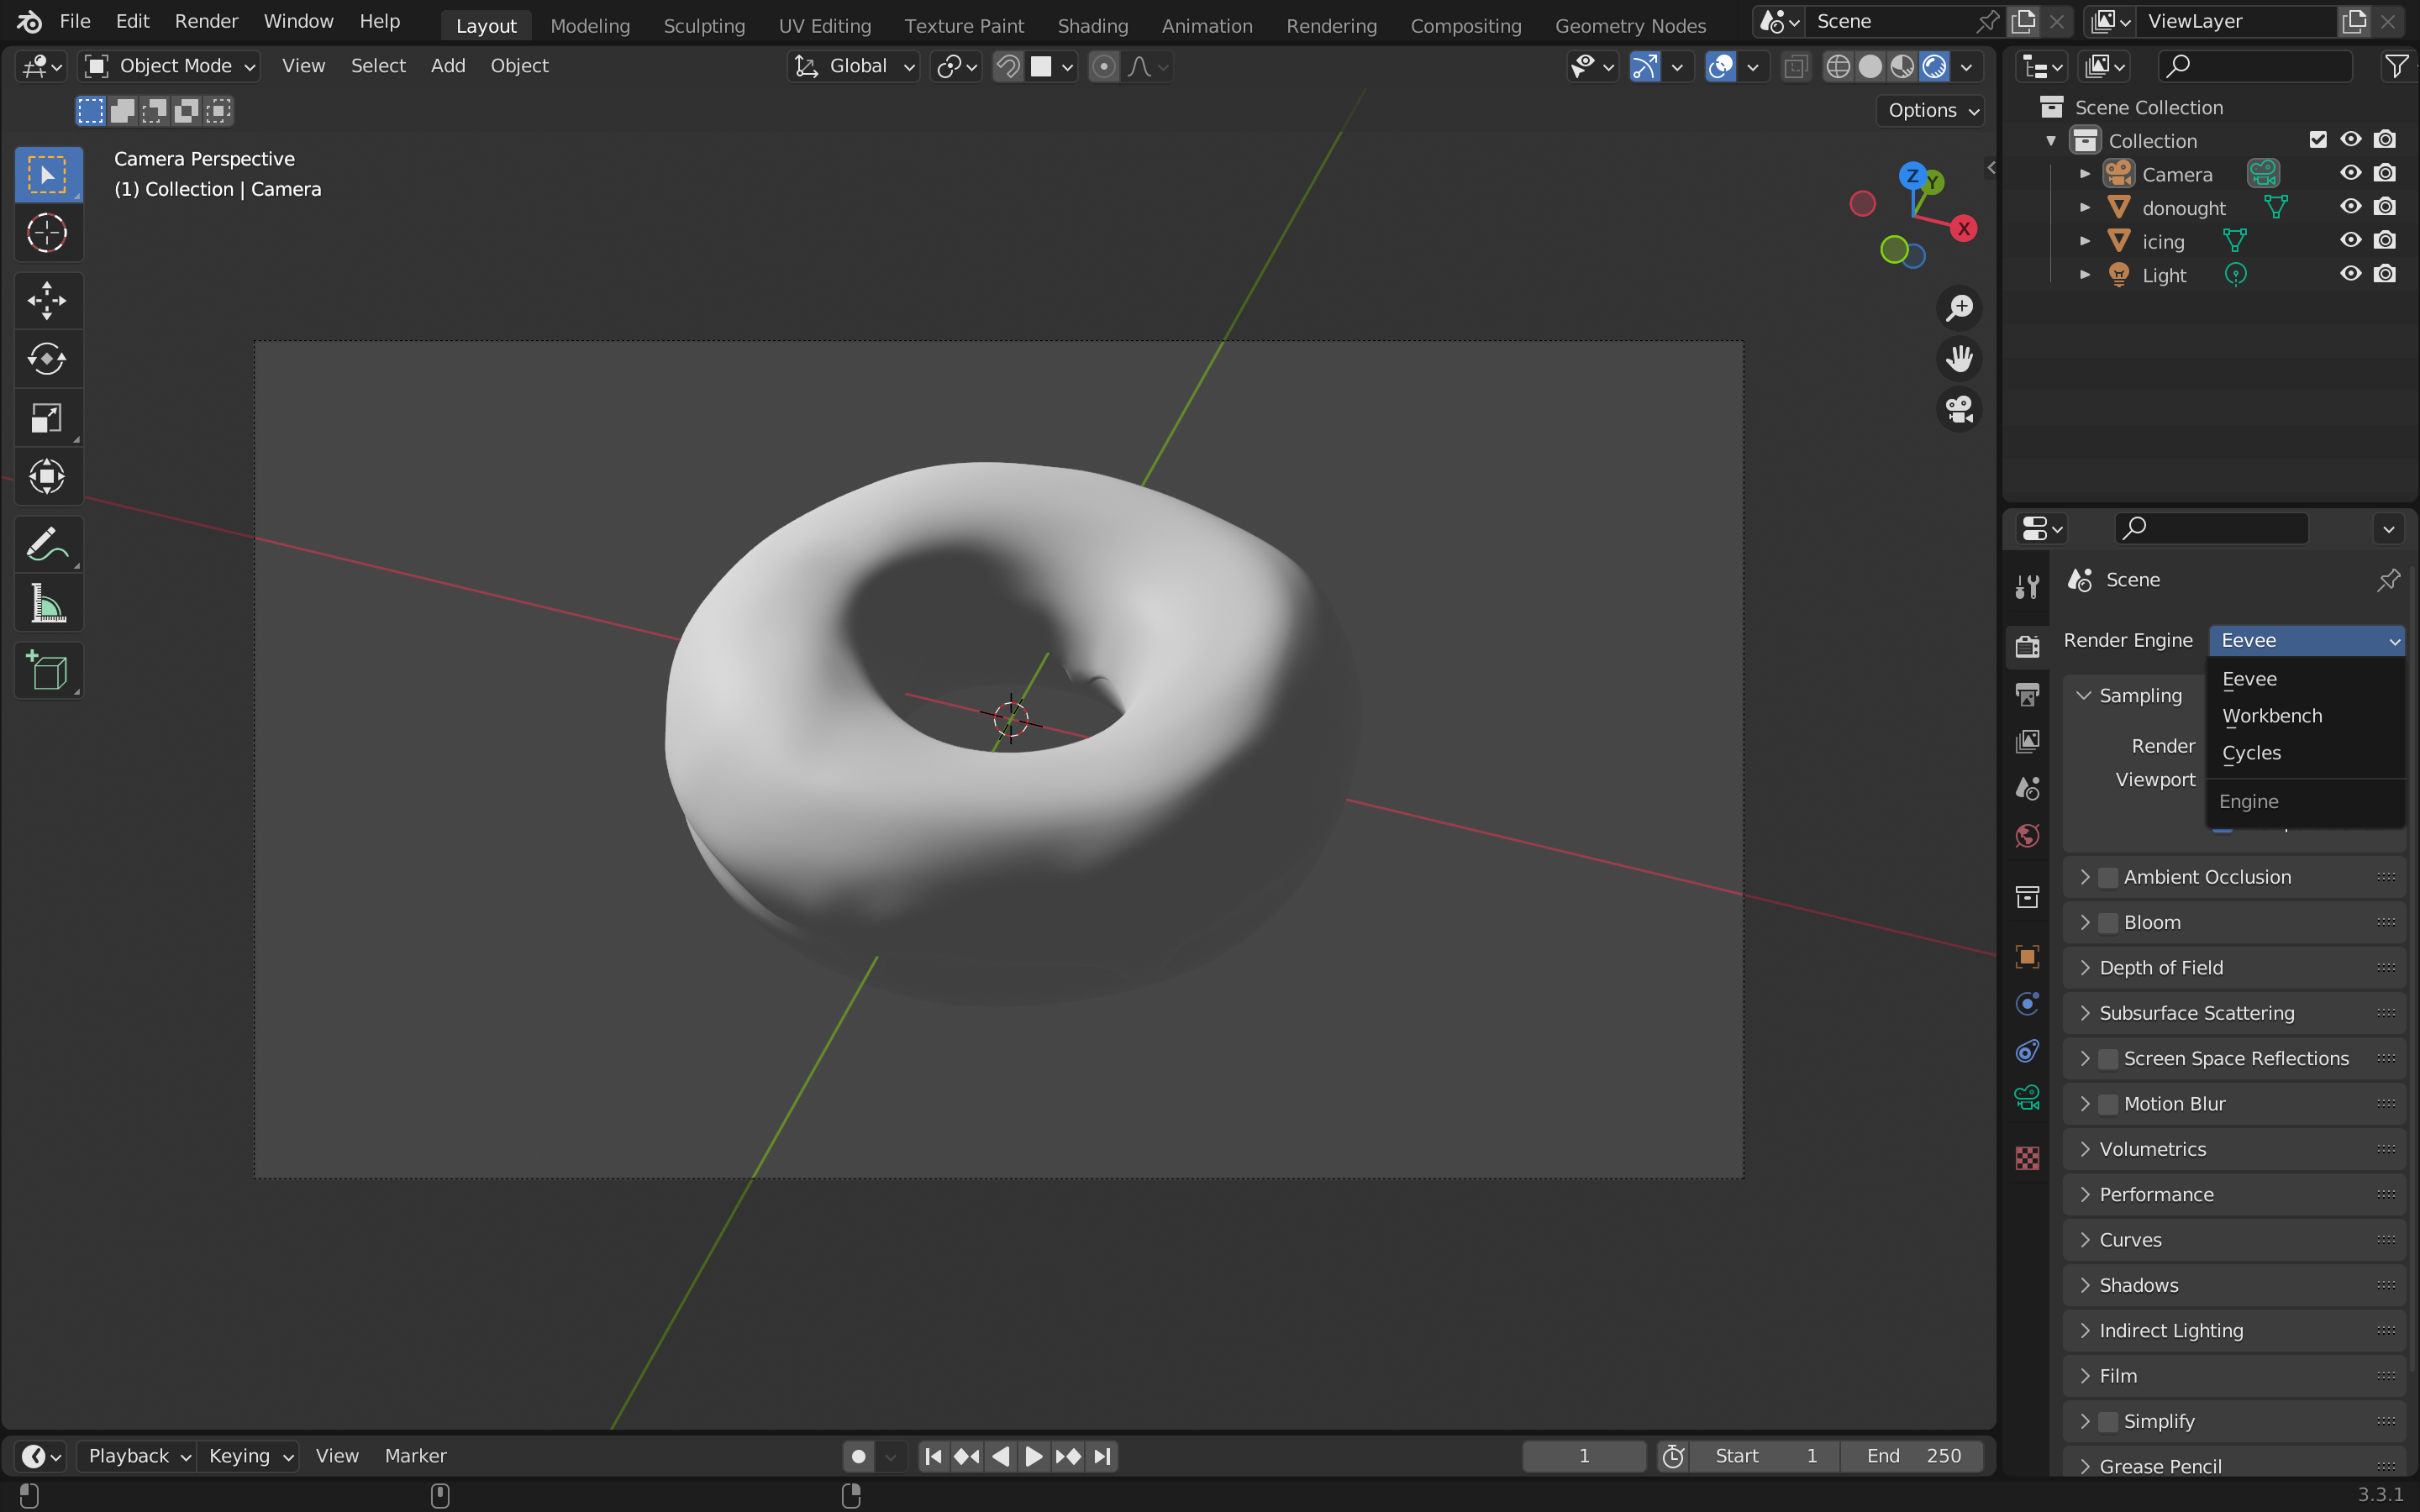 File Edit Render Window Help Layout Modeling Sculpting UV Editing Texture Paint Shading Animation Rendering Compositing Geometry Nodes Scene ViewLayer
Object Mode View Select Add Object Global
Options
Camera Perspective
(1) Collection | Camera
Z Y X
Scene Collection
Collection
Camera
donought
icing
Light
Scene
Render Engine Eevee
Eevee
Workbench
Cycles
Engine
Sampling
Render
Viewport
Ambient Occlusion
Bloom
Depth of Field
Subsurface Scattering
Screen Space Reflections
Motion Blur
Volumetrics
Performance
Curves
Shadows
Indirect Lighting
Film
Simplify
Grease Pencil
Playback Keying View Marker 1 Start 1 End 250
3.3.1